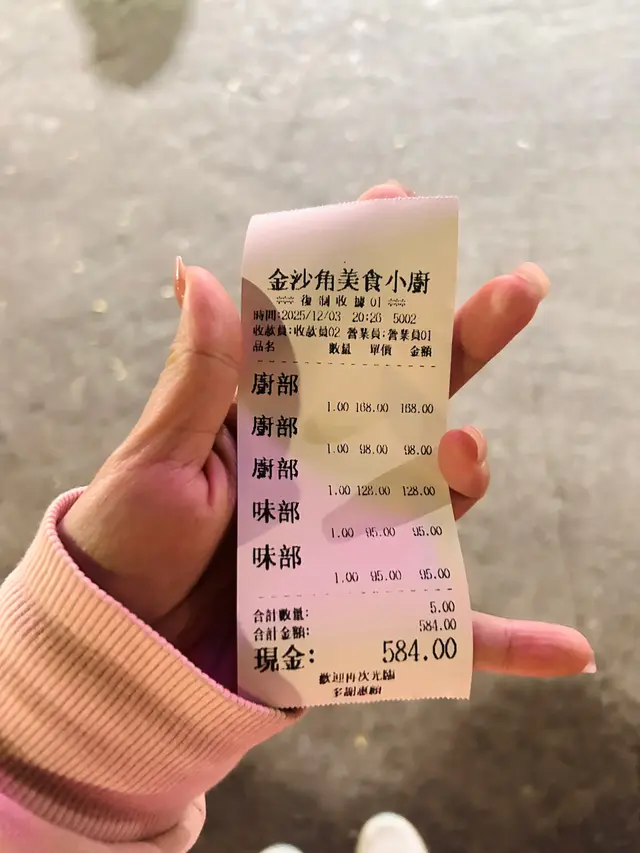 金沙角美食小廚
*** 復制收據01 ***
時間:2025/12/03 20:26 5002
收款員:收款員02 營業員:營業員01
品名 數量 單價 金額
廚部
1.00 168.00 168.00
廚部
1.00 98.00 98.00
廚部
1.00 128.00 128.00
味部
1.00 95.00 95.00
味部
1.00 95.00 95.00
合計數量: 5.00
合計金額: 584.00
現金: 584.00
歡迎再次光臨
多謝惠顧